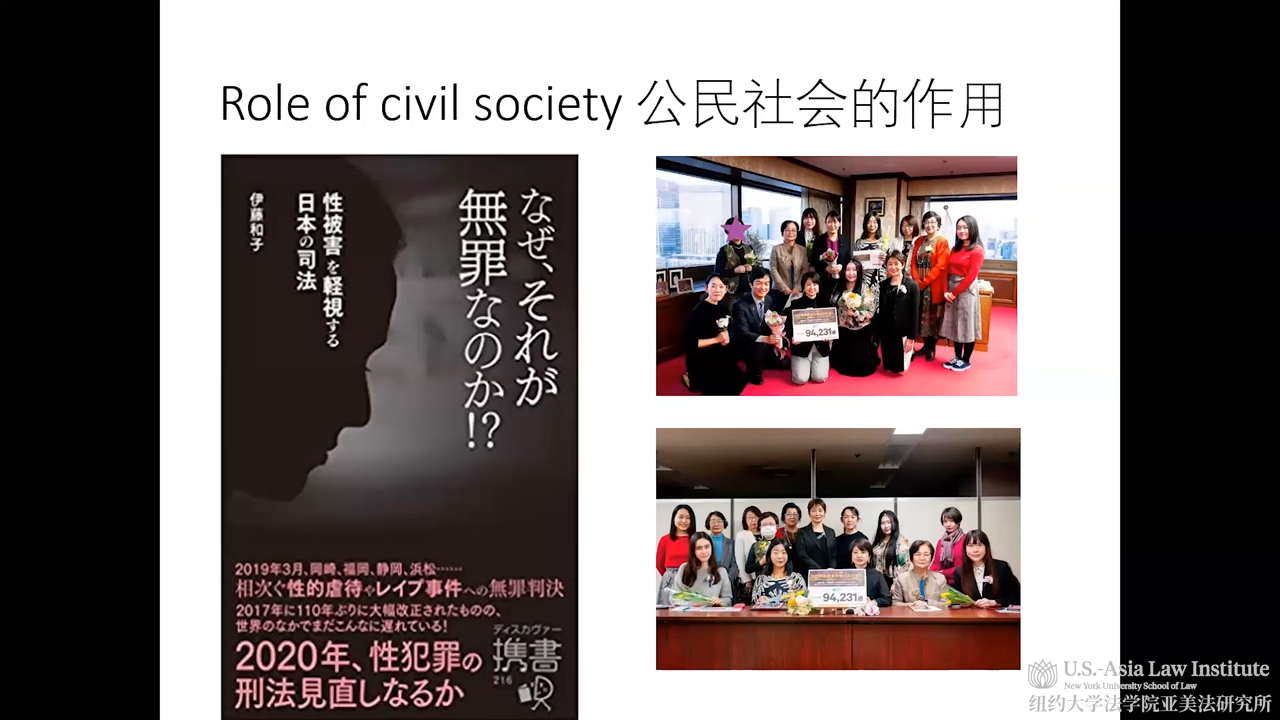 Role of civil society 公民社会的作用
なぜ、それが
無罪なのか!?
性被害を軽視する
日本の司法
伊藤和子
2019年3月、岡崎、福岡、静岡、浜松……
相次ぐ性的虐待やレイプ事件への無罪判決
2017年に110年ぶりに大幅改正されたものの、
世界のなかでまだこんなに遅れている!
2020年、性犯罪の
刑法見直しなるか
ディスカヴァー
携書
216
94,231
94,231
U.S.-Asia Law Institute
New York University School of Law
纽约大学法学院亚美法研究所